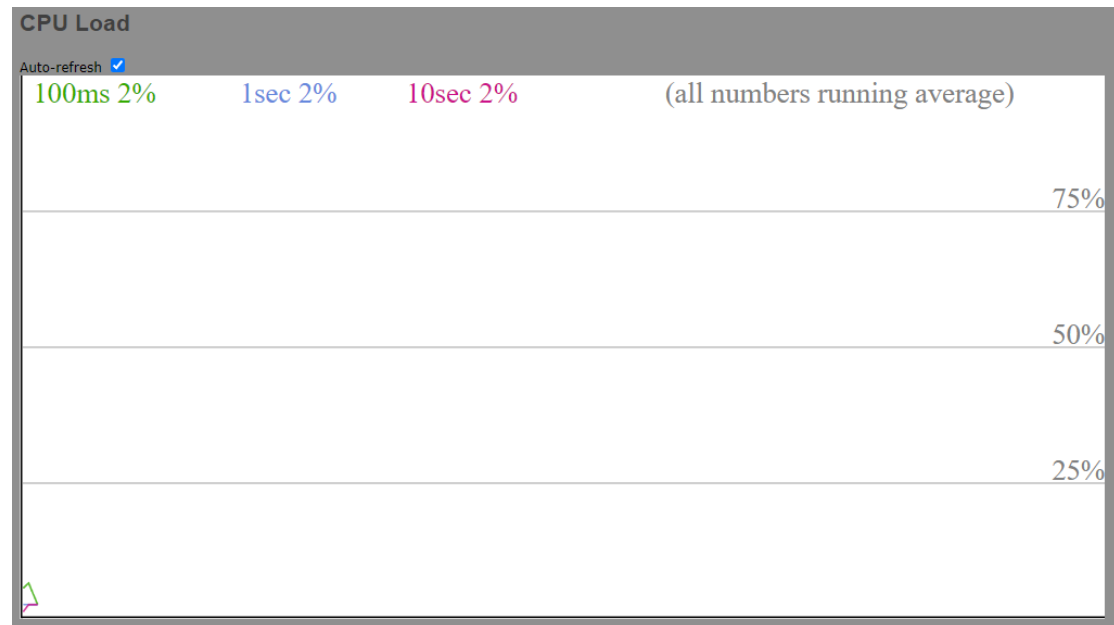 CPU Load
Auto-refresh
100ms 2% 1sec 2% 10sec 2% (all numbers running average)
75%
50%
25%